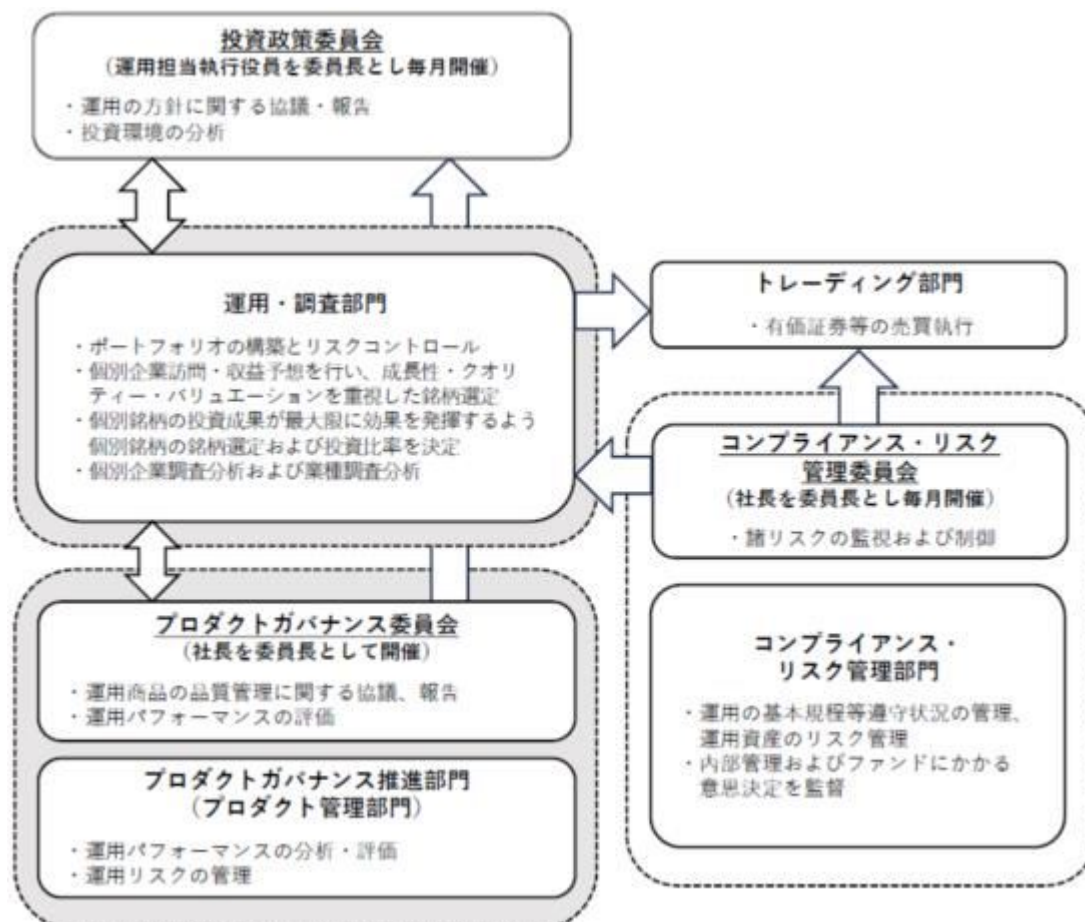 投資政策委員会
（運用担当執行役員を委員長とし毎月開催）
・運用の方針に関する協議・報告
・投資環境の分析
運用・調査部門
・ポートフォリオの構築とリスクコントロール
・個別企業訪問・収益予想を行い、成長性・クオリ
ティー・バリュエーションを重視した銘柄選定
・個別銘柄の投資成果が最大限に効果を発揮するよう
個別銘柄の銘柄選定および投資比率を決定
・個別企業調査分析および業種調査分析
トレーディング部門
・有価証券等の売買執行
コンプライアンス・リスク
管理委員会
（社長を委員長とし毎月開催）
・諸リスクの監視および制御
プロダクトガバナンス委員会
（社長を委員長として開催）
・運用商品の品質管理に関する協議、報告
・運用パフォーマンスの評価
コンプライアンス・
リスク管理部門
・運用の基本規程等遵守状況の管理、
運用資産のリスク管理
・内部管理およびファンドにかかる
意思決定を監督
プロダクトガバナンス推進部門
（プロダクト管理部門）
・運用パフォーマンスの分析・評価
・運用リスクの管理